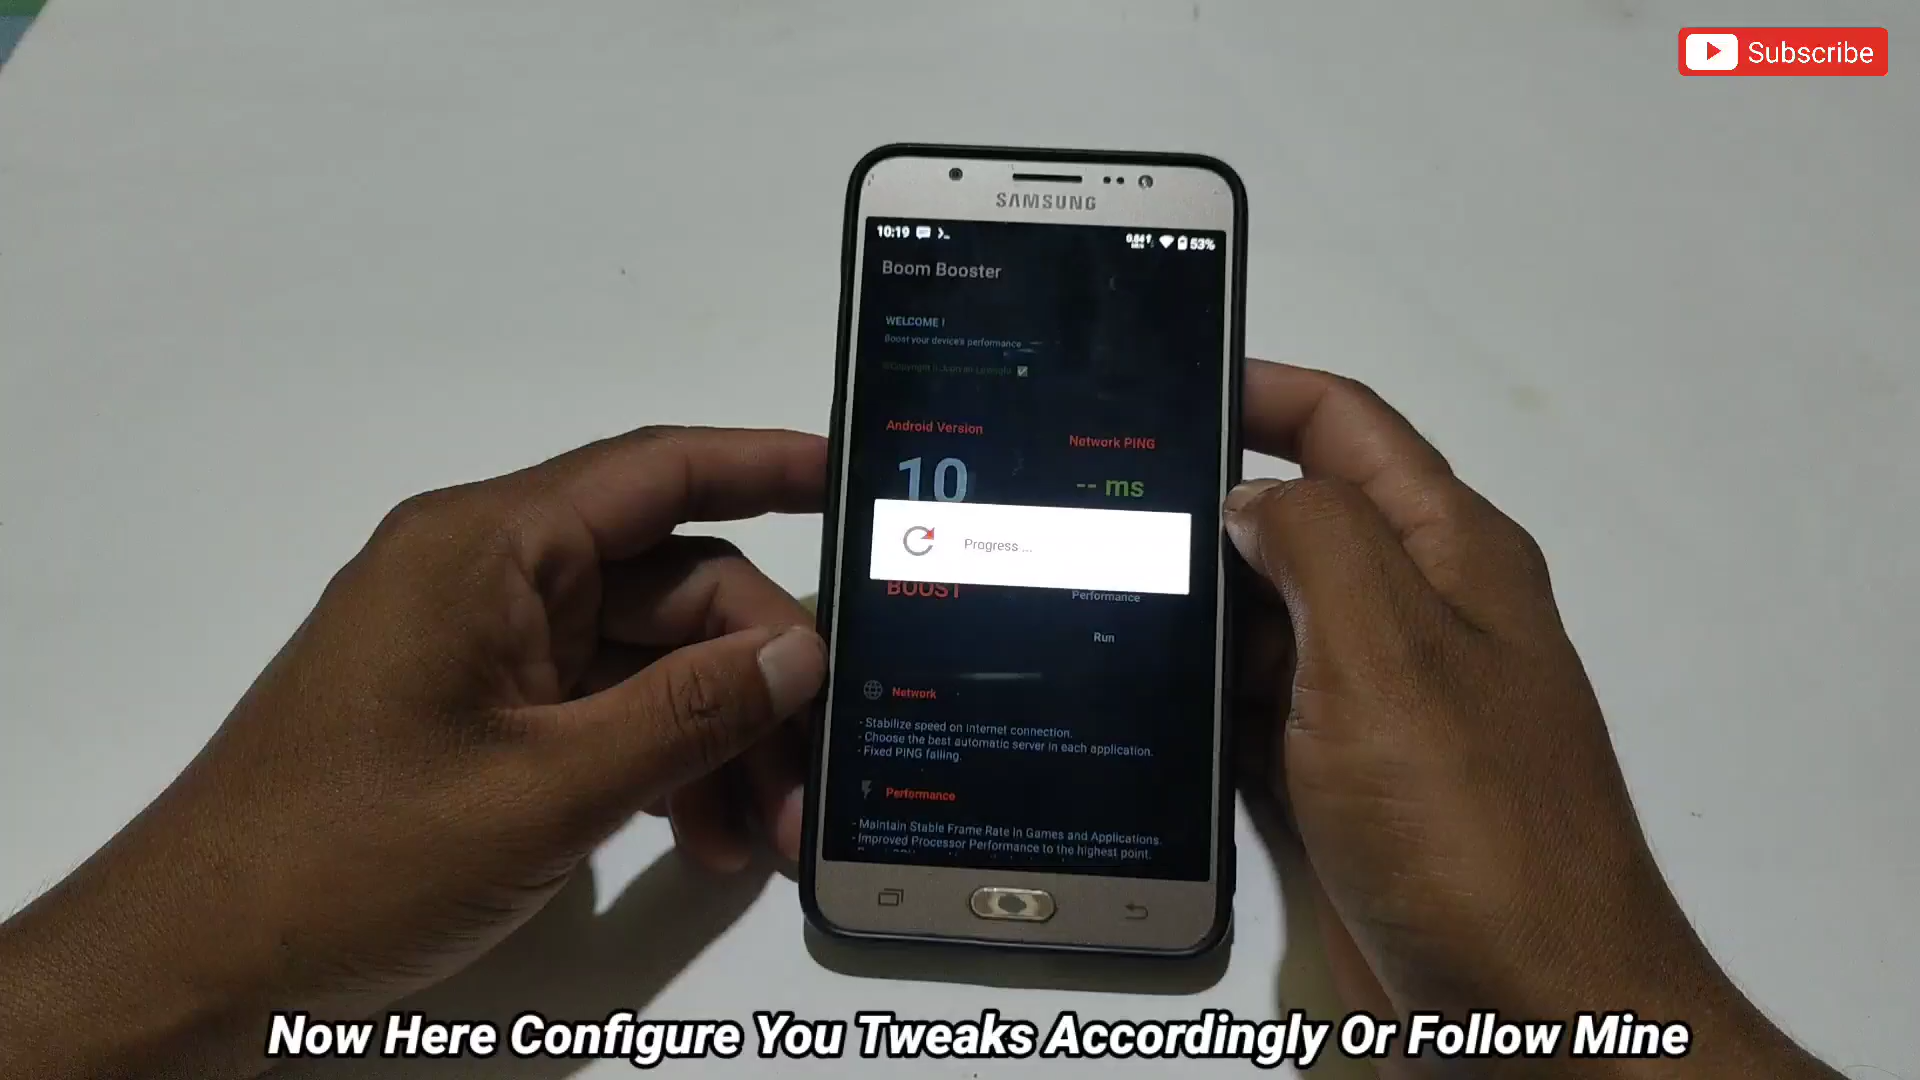 Subscribe
SAMSUNG
10:19
53%
Boom Booster
WELCOME !
Boost your device's performance
Android Version
Network PING
10
-- ms
Progress ...
BOOST
Performance
Run
Network
- Stabilize speed on Internet connection.
- Choose the best automatic server in each application.
- Fixed PING falling.
Performance
- Maintain Stable Frame Rate in Games and Applications.
- Improved Processor Performance to the highest point.
Now Here Configure You Tweaks Accordingly Or Follow Mine